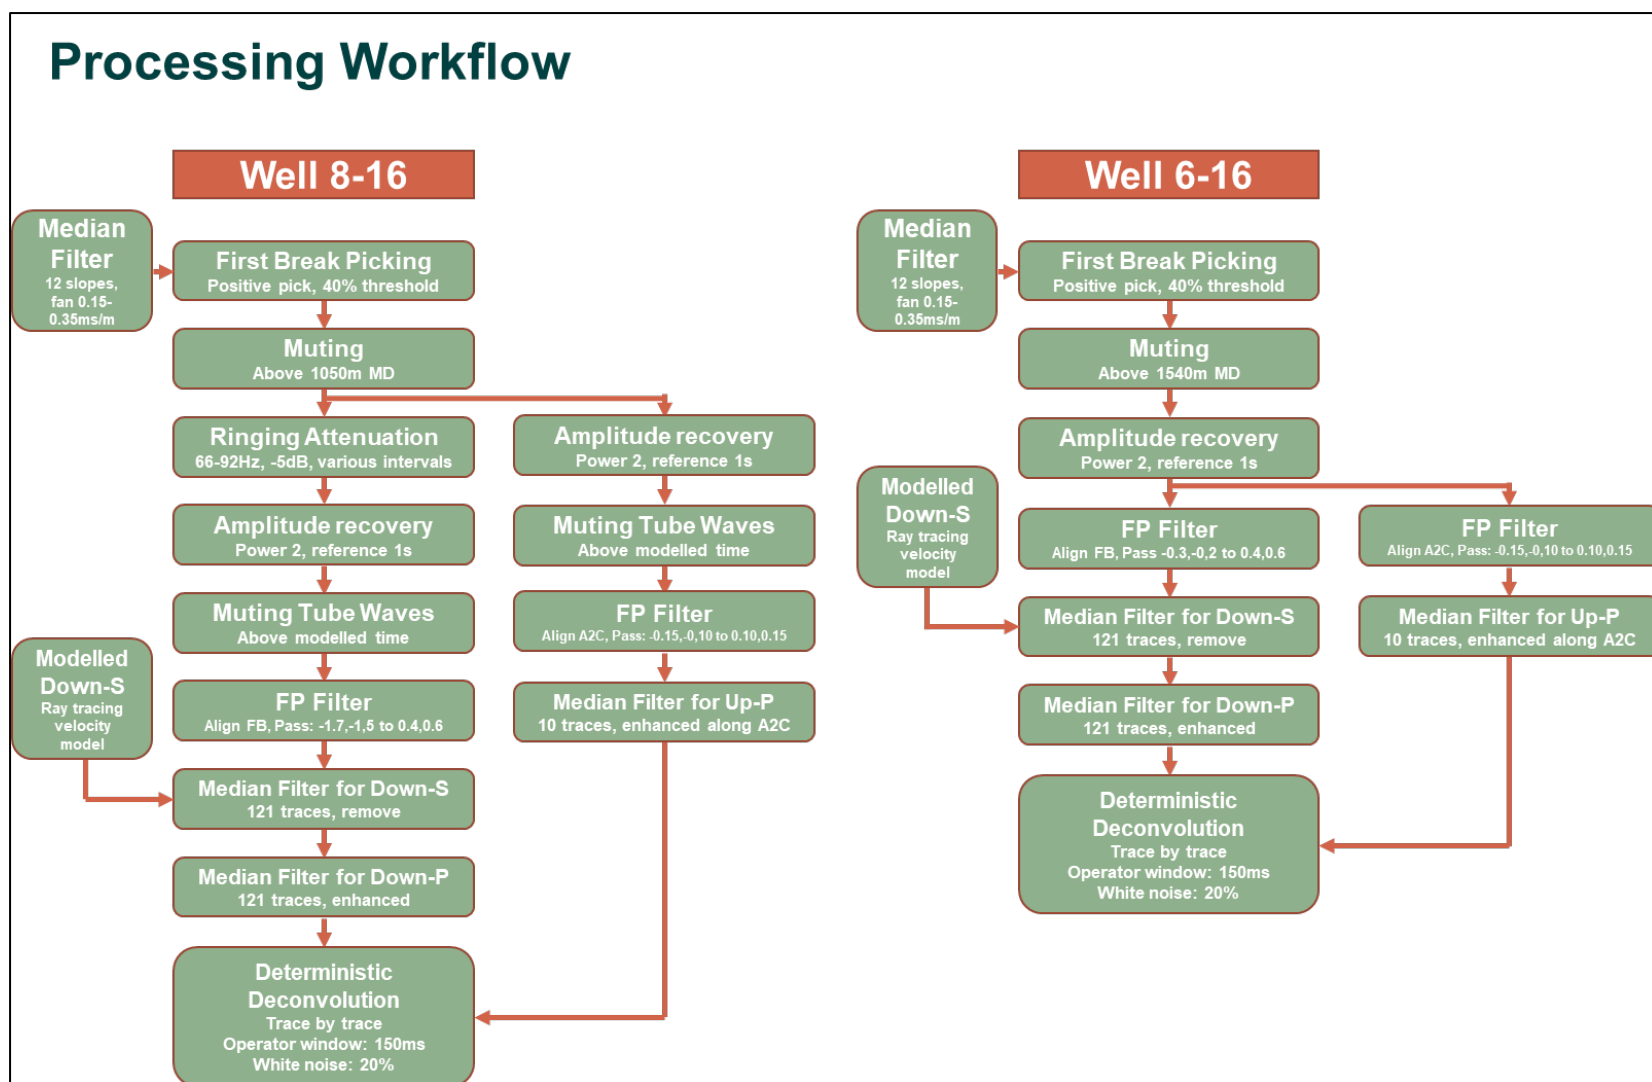 Processing Workflow
Well 8-16
Median
Filter
12 slopes,
fan 0.15-
0.35ms/m
First Break Picking
Positive pick, 40% threshold
Muting
Above 1050m MD
Ringing Attenuation
66-92Hz, -5dB, various intervals
Amplitude recovery
Power 2, reference 1s
Muting Tube Waves
Above modelled time
Modelled
Down-S
Ray tracing
velocity
model
FP Filter
Align FB, Pass: -1.7,-1,5 to 0.4,0.6
Median Filter for Down-S
121 traces, remove
Median Filter for Down-P
121 traces, enhanced
Amplitude recovery
Power 2, reference 1s
Muting Tube Waves
Above modelled time
FP Filter
Align A2C, Pass: -0.15,-0,10 to 0.10,0.15
Median Filter for Up-P
10 traces, enhanced along A2C
Deterministic
Deconvolution
Trace by trace
Operator window: 150ms
White noise: 20%
Well 6-16
Median
Filter
12 slopes,
fan 0.15-
0.35ms/m
First Break Picking
Positive pick, 40% threshold
Muting
Above 1540m MD
Amplitude recovery
Power 2, reference 1s
Modelled
Down-S
Ray tracing
velocity
model
FP Filter
Align FB, Pass -0.3,-0,2 to 0.4,0.6
Median Filter for Down-S
121 traces, remove
Median Filter for Down-P
121 traces, enhanced
FP Filter
Align A2C, Pass: -0.15,-0,10 to 0.10,0.15
Median Filter for Up-P
10 traces, enhanced along A2C
Deterministic
Deconvolution
Trace by trace
Operator window: 150ms
White noise: 20%